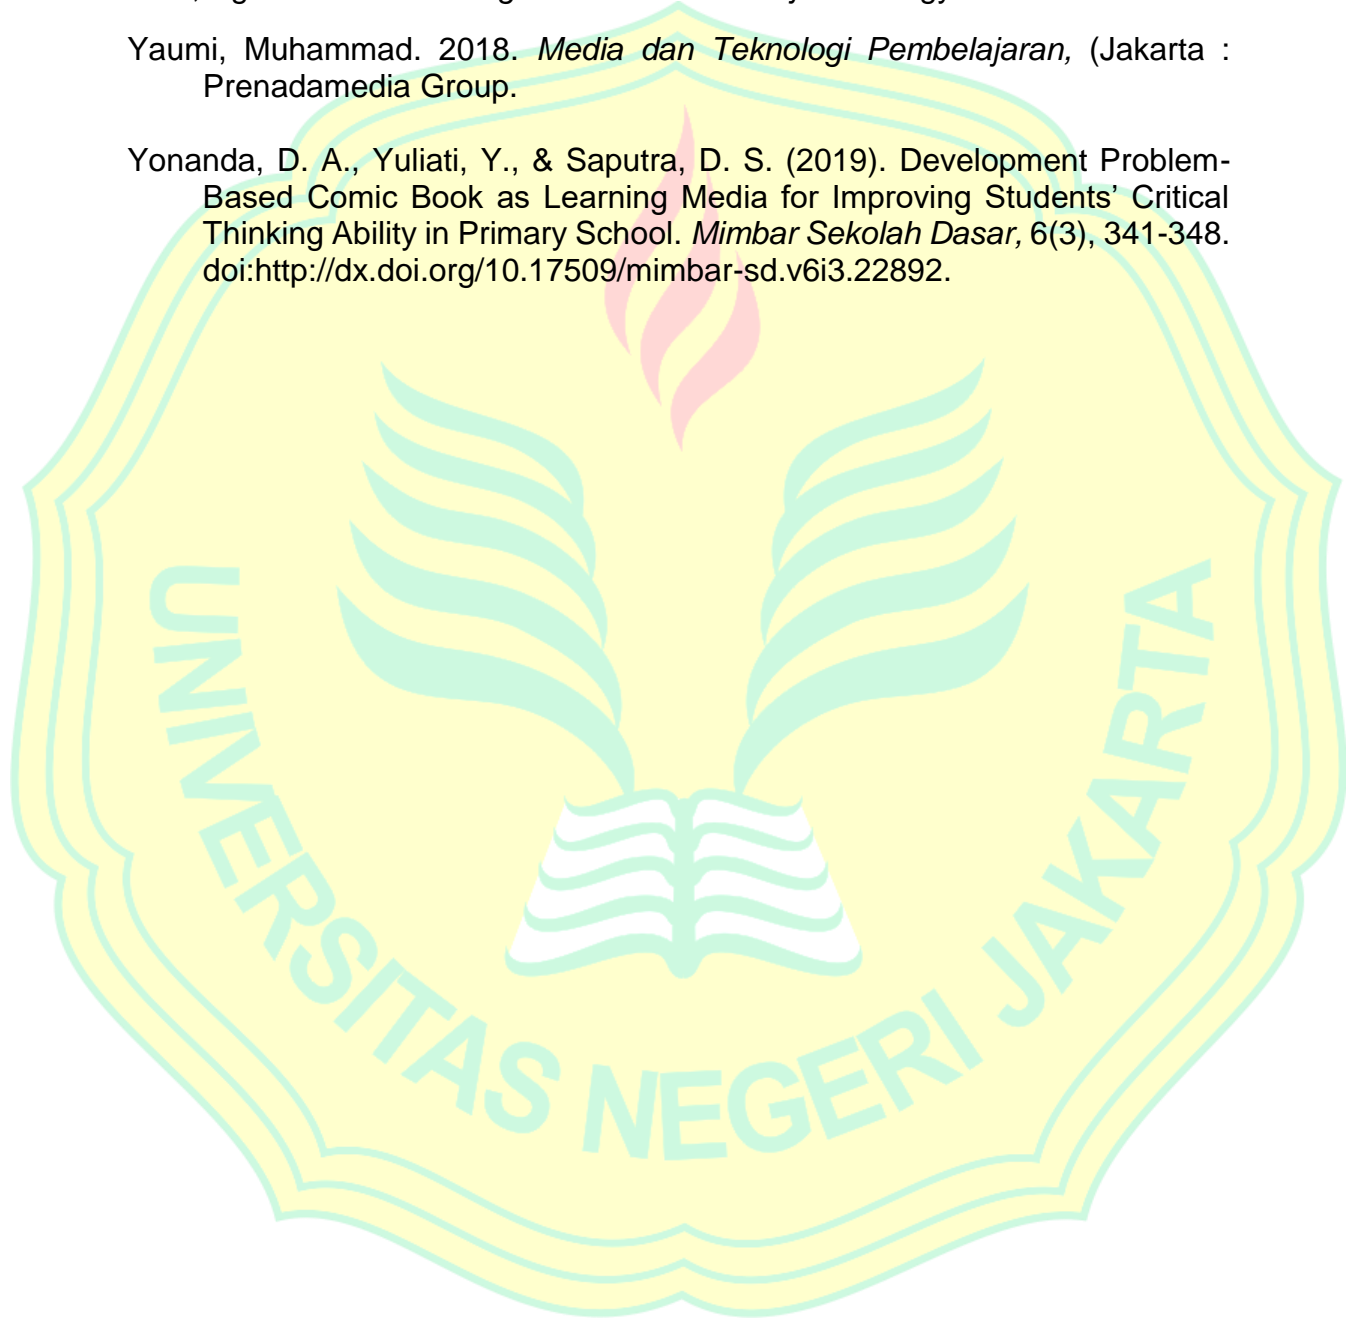 Yaumi, Muhammad. 2018. Media dan Teknologi Pembelajaran, (Jakarta :
Prenadamedia Group.
Yonanda, D. A., Yuliati, Y., & Saputra, D. S. (2019). Development Problem-
Based Comic Book as Learning Media for Improving Students’ Critical
Thinking Ability in Primary School. Mimbar Sekolah Dasar, 6(3), 341-348.
doi:http://dx.doi.org/10.17509/mimbar-sd.v6i3.22892.
UNIVERSITAS NEGERI JAKARTA